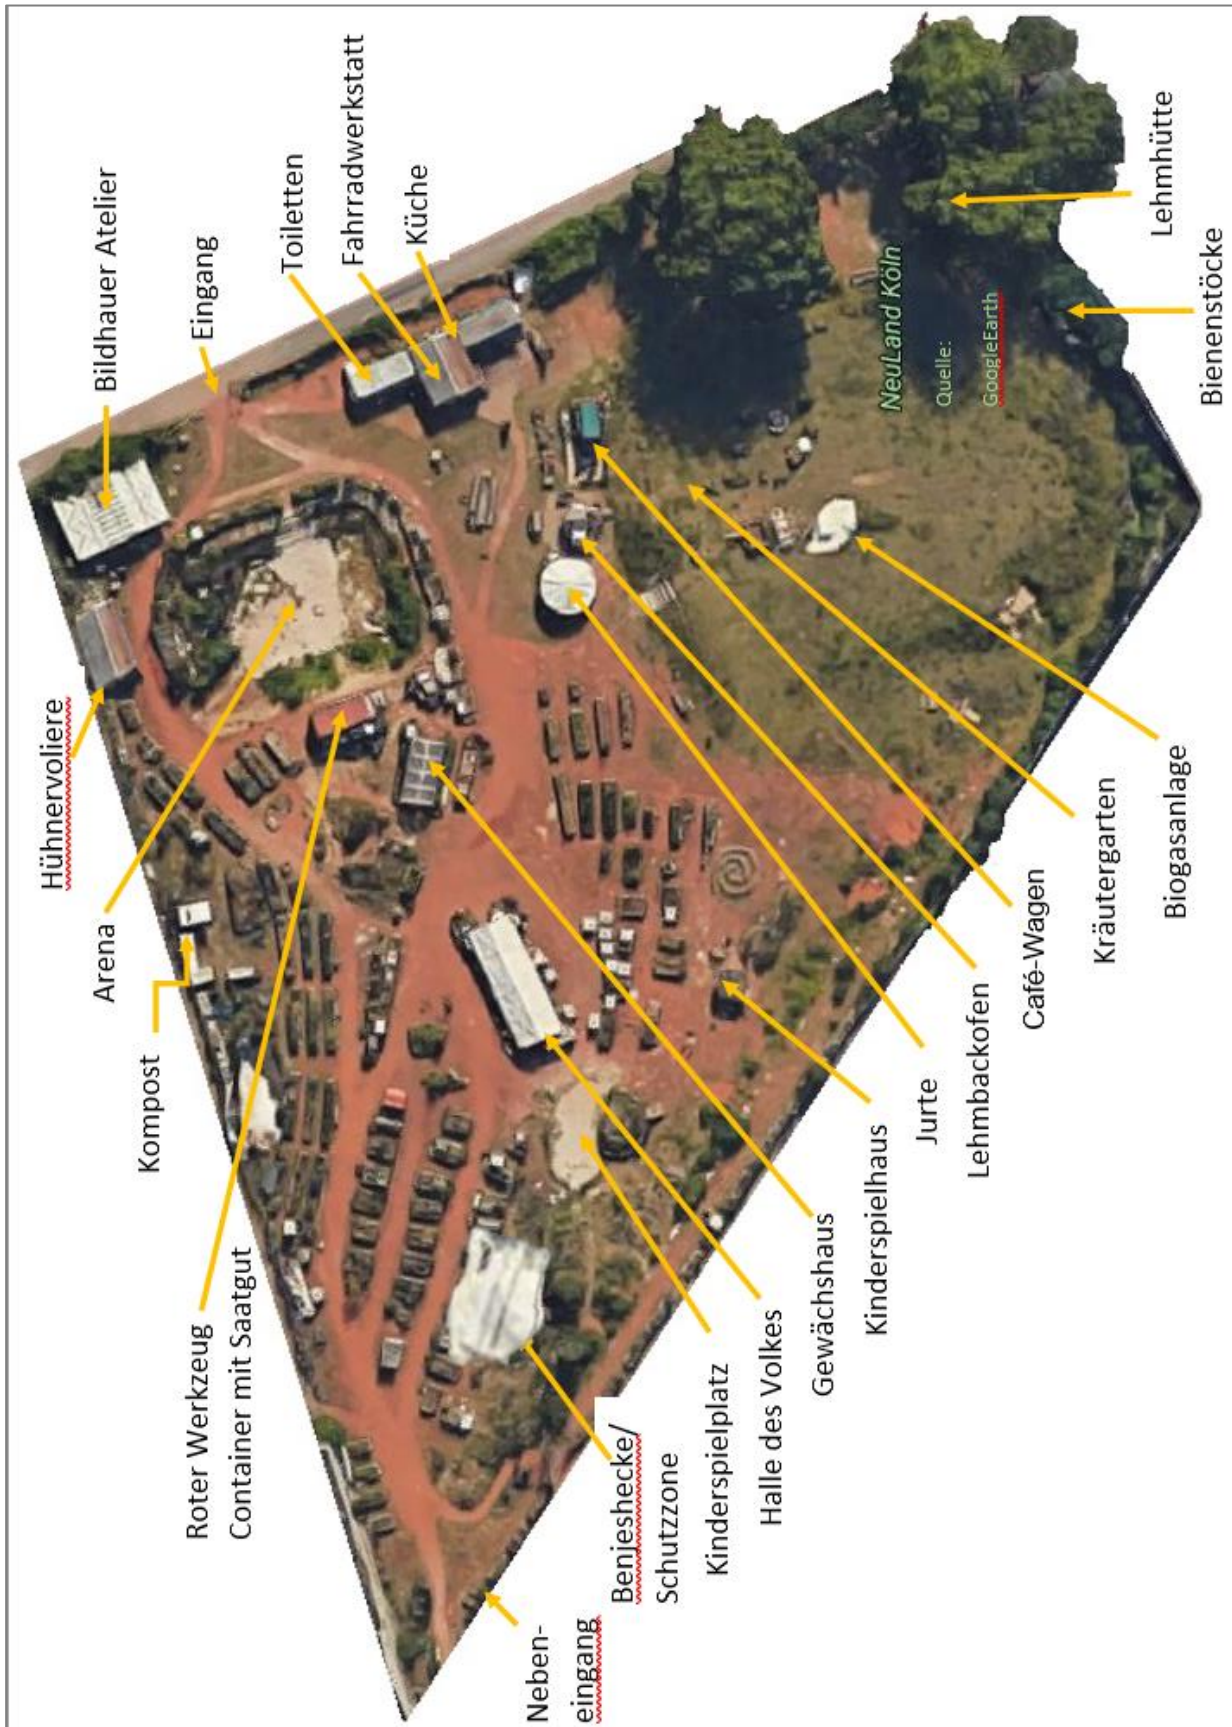 Hühnervoliere
Arena
Kompost
Roter Werkzeug
Container mit Saatgut
Bildhauer Atelier
Eingang
Toiletten
Fahrradwerkstatt
Küche
Neben-
eingang
Benjeshecke/
Schutzzone
Kinderspielplatz
Halle des Volkes
Gewächshaus
Kinderspielhaus
Jurte
Lehmbackofen
Café-Wagen
Kräutergarten
Biogasanlage
Bienenstöcke
Lehmhütte
NeuLand Köln
Quelle:
GoogleEarth